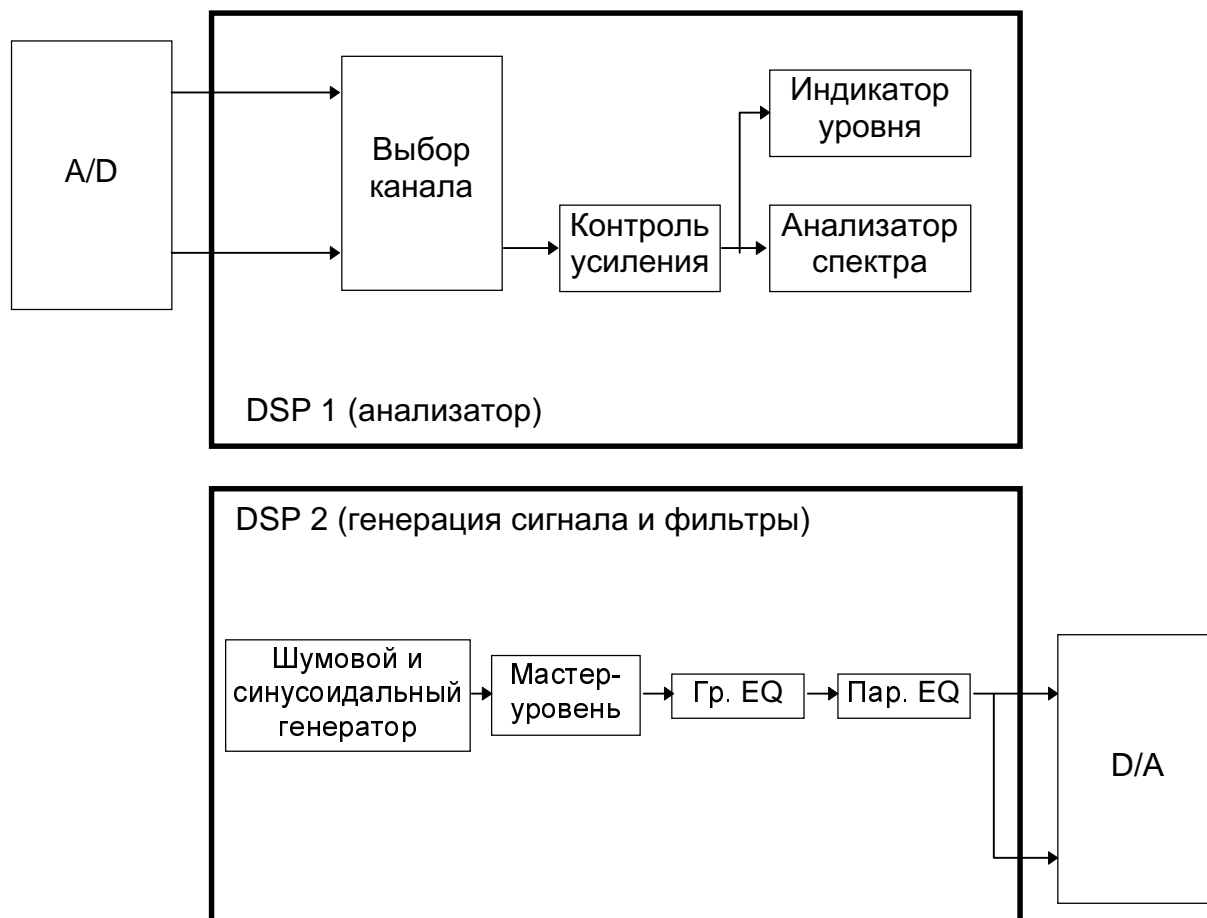 A/D
Выбор
канала
Контроль
усиления
Индикатор
уровня
Анализатор
спектра
DSP 1 (анализатор)
DSP 2 (генерация сигнала и фильтры)
Шумовой и
синусоидальный
генератор
Мастер-
уровень
Гр. EQ
Пар. EQ
D/A